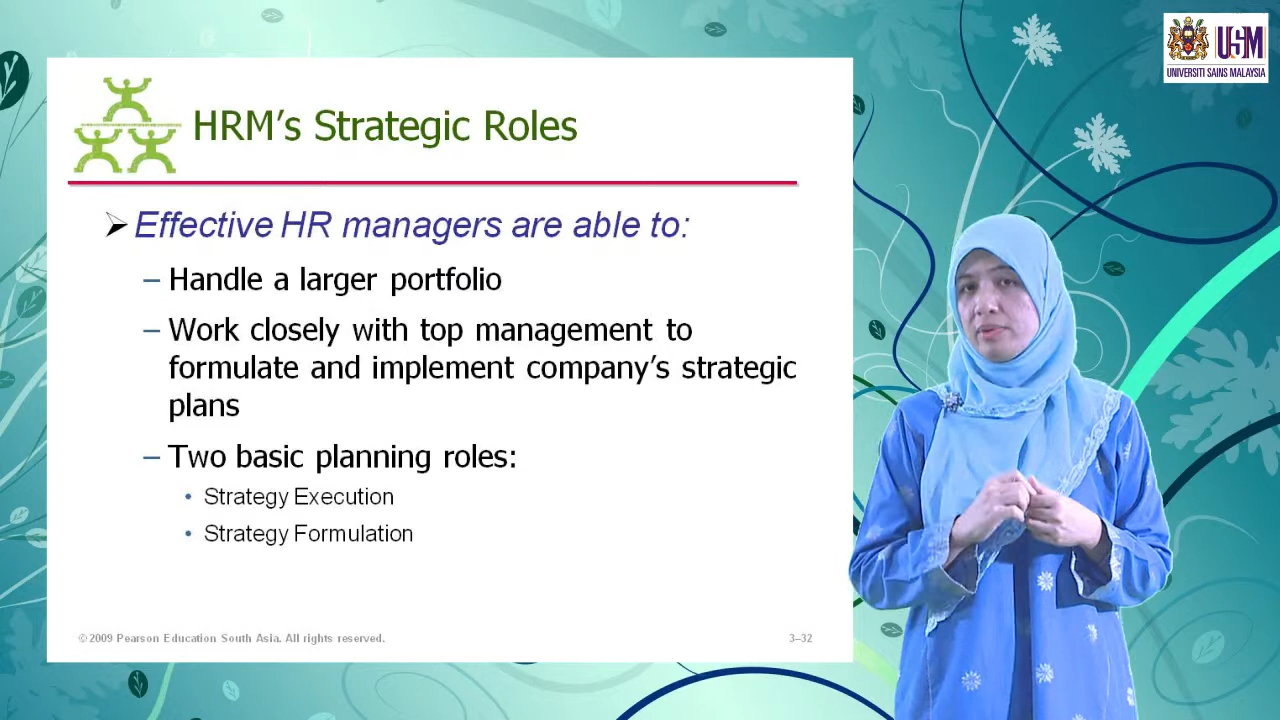 USM
UNIVERSITI SAINS MALAYSIA
HRM's Strategic Roles
Effective HR managers are able to:
– Handle a larger portfolio
– Work closely with top management to
formulate and implement company's strategic
plans
– Two basic planning roles:
• Strategy Execution
• Strategy Formulation
©2009 Pearson Education South Asia. All rights reserved.
3–32